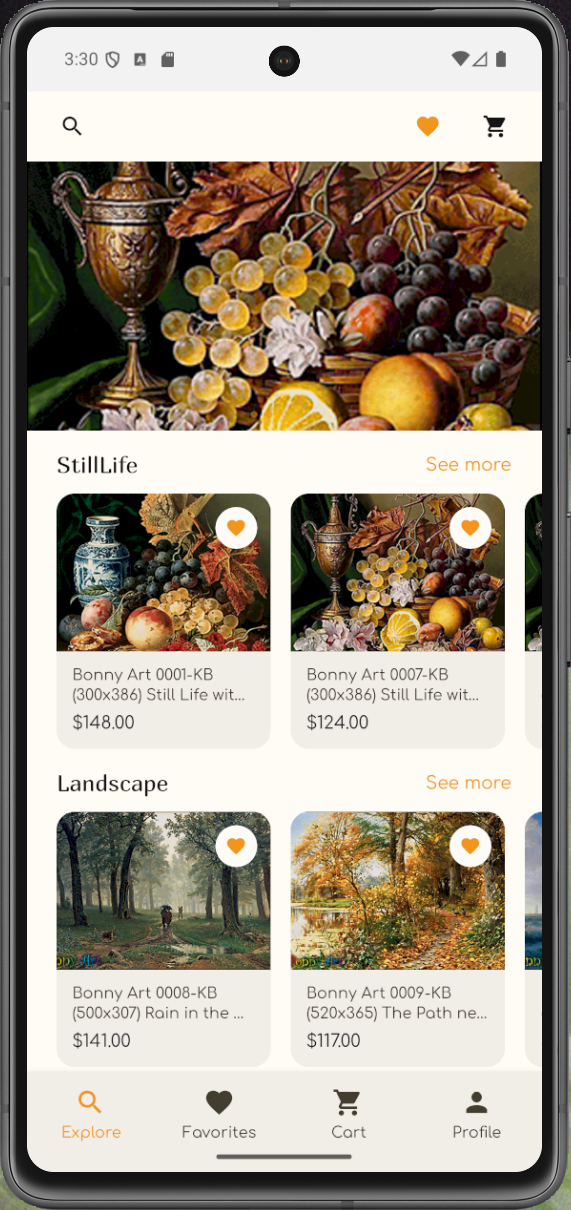 3:30
StillLife
See more
Bonny Art 0001-KB
(300x386) Still Life wit...
$148.00
Bonny Art 0007-KB
(300x386) Still Life wit...
$124.00
Landscape
See more
Bonny Art 0008-KB
(500x307) Rain in the ...
$141.00
Bonny Art 0009-KB
(520x365) The Path ne...
$117.00
Explore
Favorites
Cart
Profile